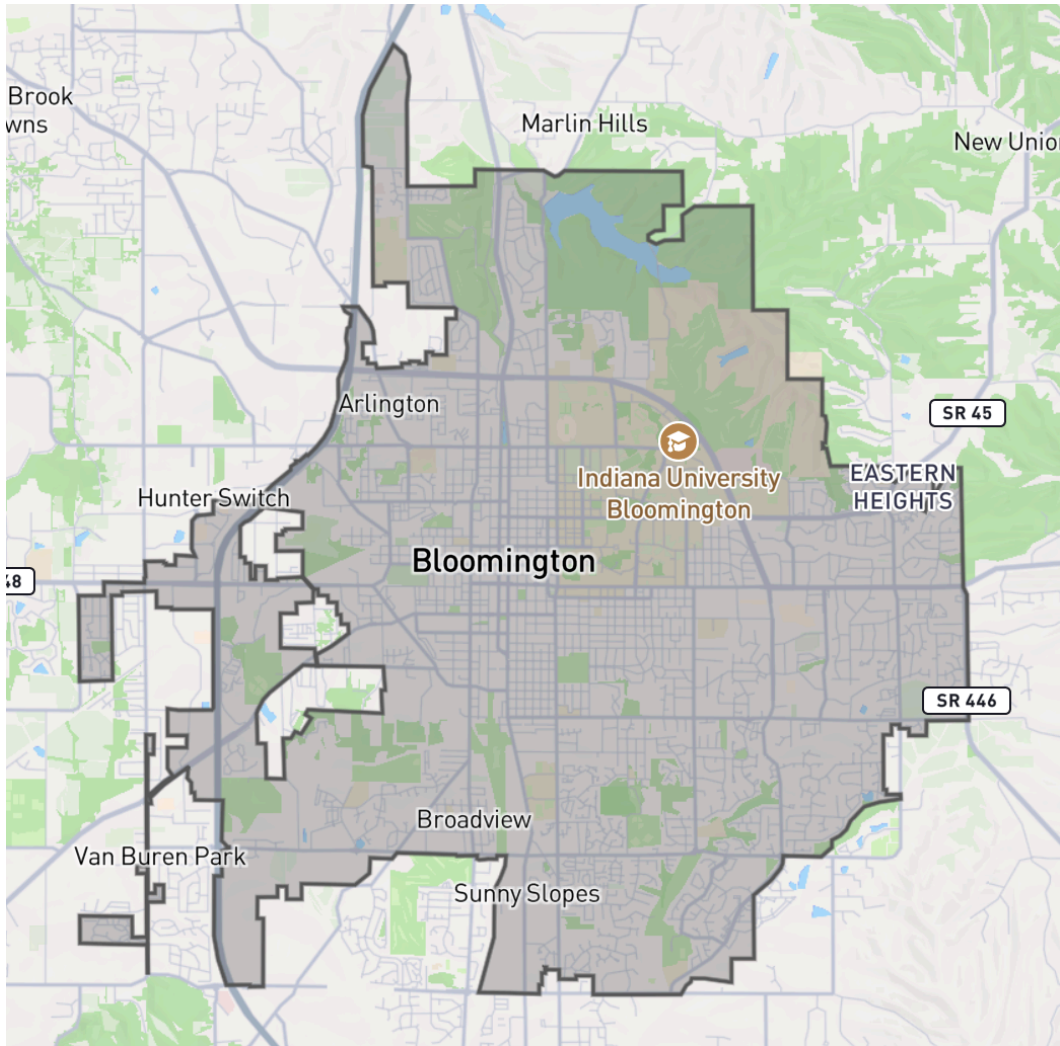 Brook
wns
Marlin Hills
New Unio
Arlington
SR 45
Indiana University
Bloomington
EASTERN
HEIGHTS
Hunter Switch
Bloomington
48
SR 446
Broadview
Van Buren Park
Sunny Slopes